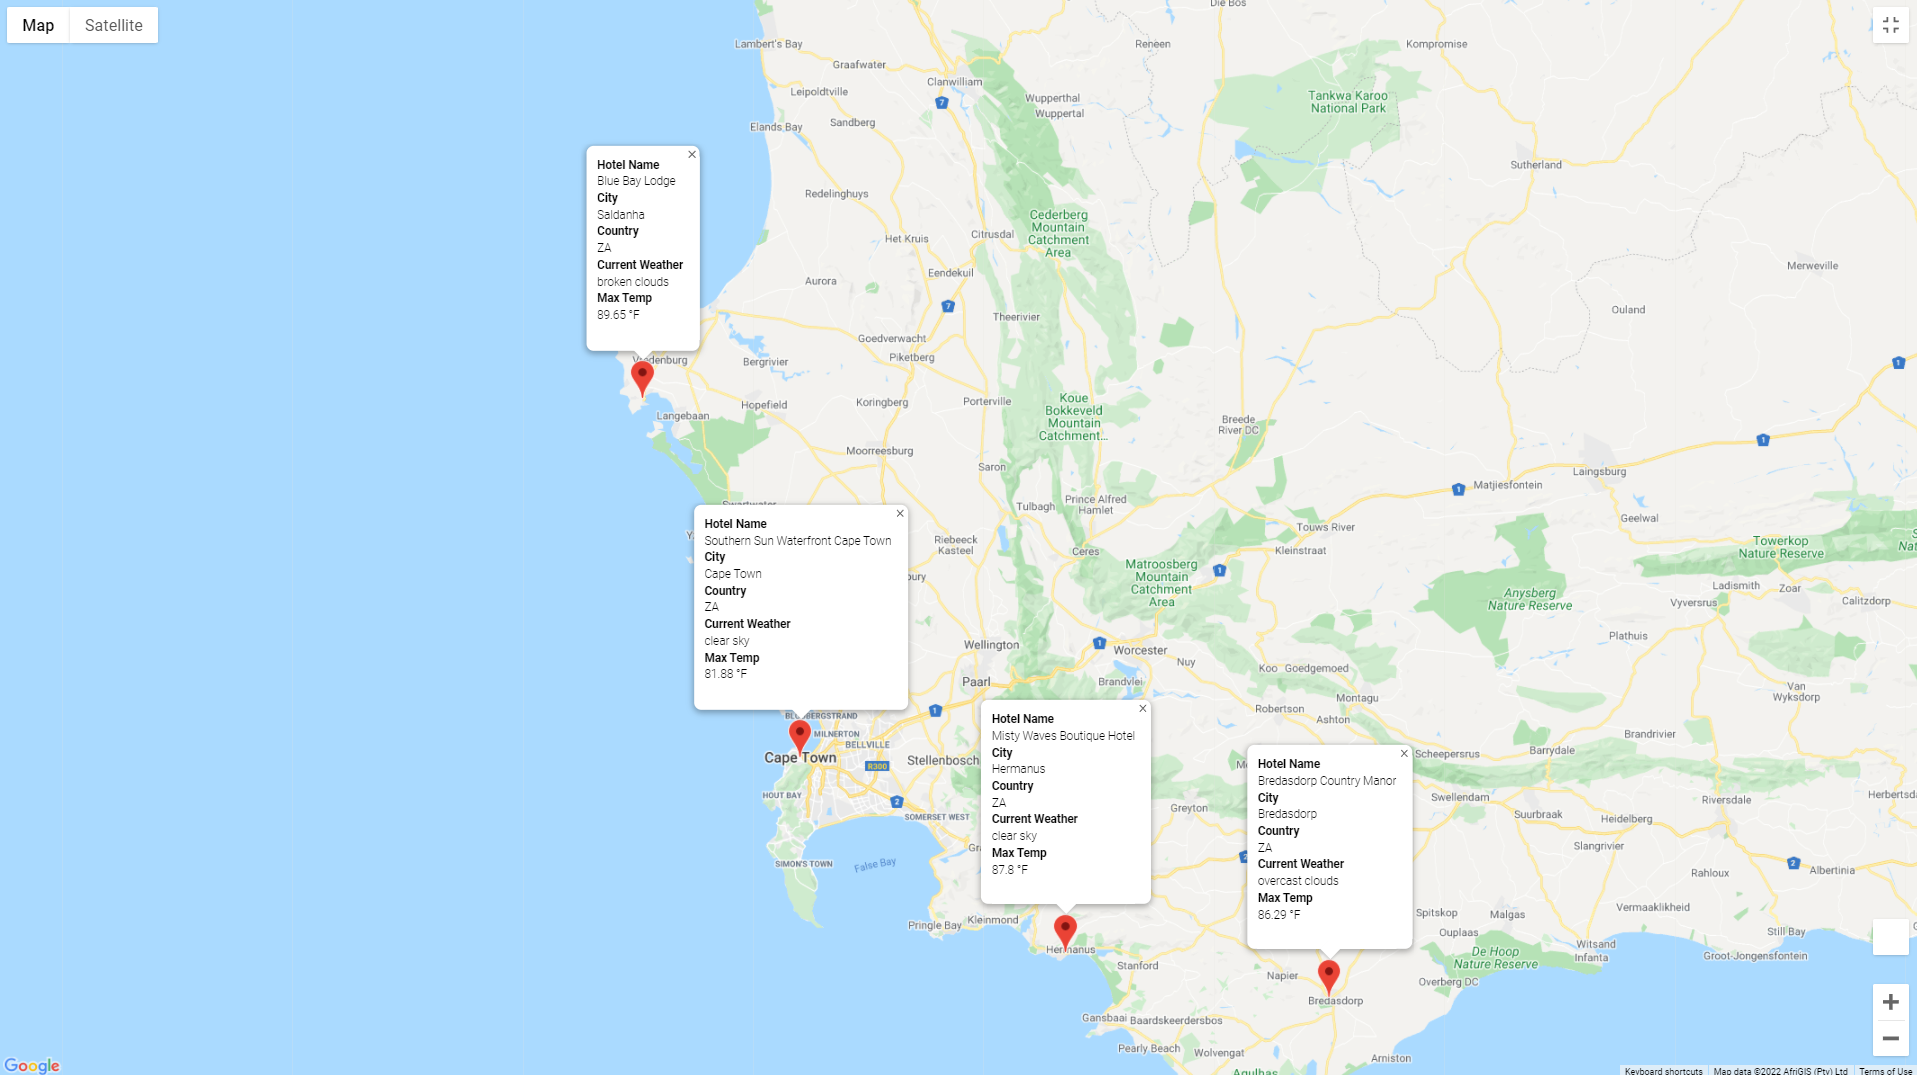 Map
Satellite
Die Bos
Lambert's Bay
Reneen
Kompromise
Graafwater
Clanwilliam
Leipoldtville
Wupperthal
Wuppertal
Tankwa Karoo
National Park
7
Sandberg
Elands Bay
Hotel Name
Blue Bay Lodge
City
Saldanha
Country
ZA
Current Weather
broken clouds
Max Temp
89.65 °F
Sutherland
Redelinghuys
Cederberg
Mountain
Catchment
Area
Citrusdal
Het Kruis
Eendekuil
Aurora
Merweville
7
Theerivier
Ouland
Goedverwacht
Piketberg
Bergrivier
Vredenburg
1
Hopefield
Koringberg
Porterville
Koue
Bokkeveld
Mountain
Catchment...
Langebaan
Breede
River DC
1
Moorreesburg
Saron
Laingsburg
Matjiesfontein
1
Prince Alfred
Hamlet
Tulbagh
Geelwal
Touws River
Hotel Name
Southern Sun Waterfront Cape Town
City
Cape Town
Country
ZA
Current Weather
clear sky
Max Temp
81.88 °F
Riebeeck
Kasteel
Ceres
Kleinstraat
Towerkop
Nature Reserve
Matroosberg
Mountain
Catchment
Area
1
Ladismith
Zoar
Anysberg
Nature Reserve
Vyversrus
Calitzdorp
Plathuis
Wellington
1
Worcester
Nuy
Koo
Goedgemoed
Paarl
Brandvlei
Montagu
Van
Wyksdorp
Robertson
Ashton
1
MILNERTON
BELLVILLE
Cape Town
R300
Stellenbosch
HOUT BAY
2
SOMERSET WEST
SIMON'S TOWN
False Bay
Hotel Name
Misty Waves Boutique Hotel
City
Hermanus
Country
ZA
Current Weather
clear sky
Max Temp
87.8 °F
Brandrivier
Barrydale
Scheepersrus
Hotel Name
Bredasdorp Country Manor
City
Bredasdorp
Country
ZA
Current Weather
overcast clouds
Max Temp
86.29 °F
Greyton
Swellendam
Riversdale
Suurbraak
Heidelberg
Slangrivier
2
Albertinia
Rahloux
Vermaaklikheid
Spitskop
Malgas
Kleinmond
Pringle Bay
Hermanus
Ouplaas
Still Bay
Witsand
Infanta
De Hoop
Nature Reserve
Groot-Jongensfontein
Stanford
Napier
Overberg DC
Bredasdorp
Gansbaai
Baardskeerdersbos
Pearly Beach
Wolvengat
Arniston
Agulhas
Google
Keyboard shortcuts
Map data ©2022 AfriGIS (Pty) Ltd
Terms of Use